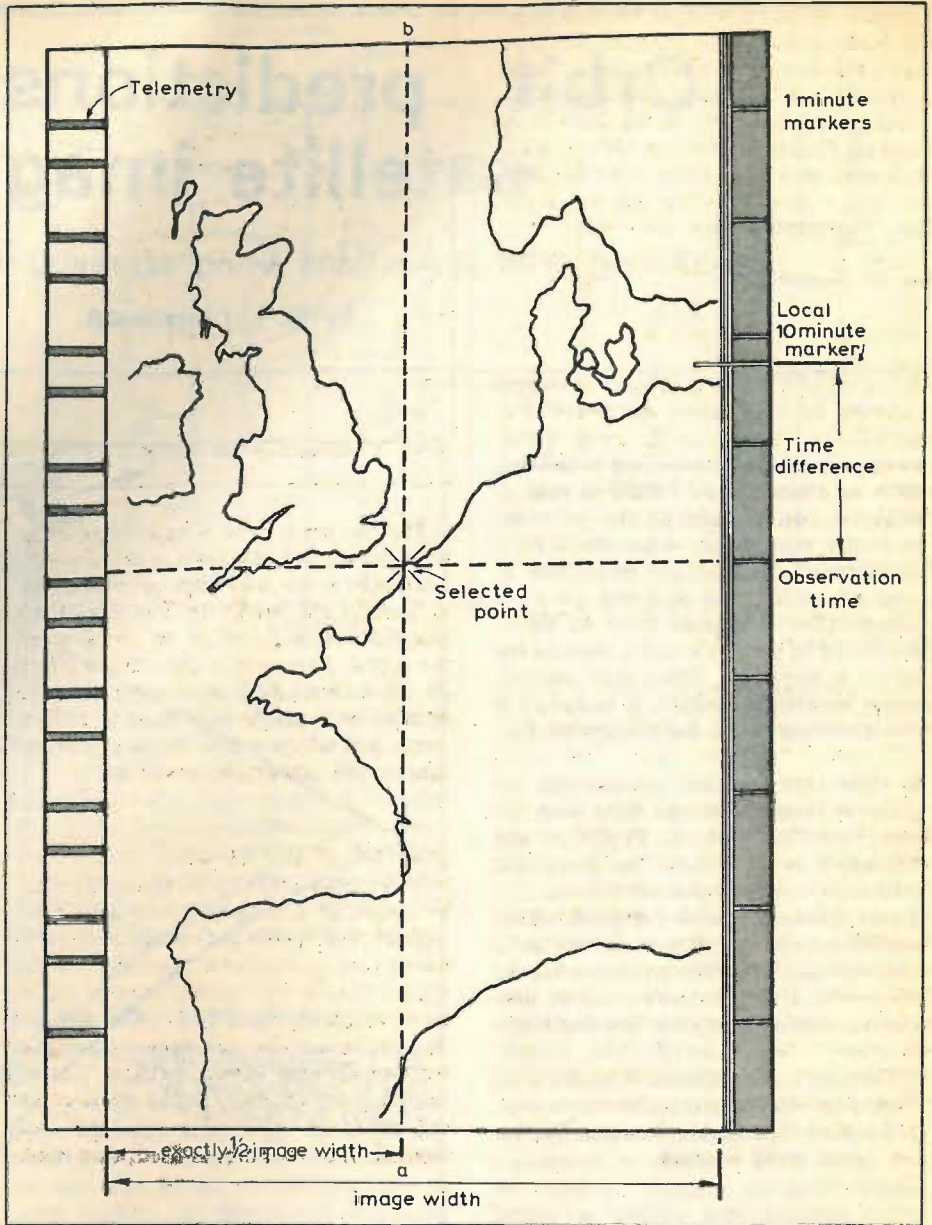 b
Telemetry
1 minute
markers
Local
10 minute
marker
Time
difference
Selected
point
Observation
time
exactly ½ image width
a
image width